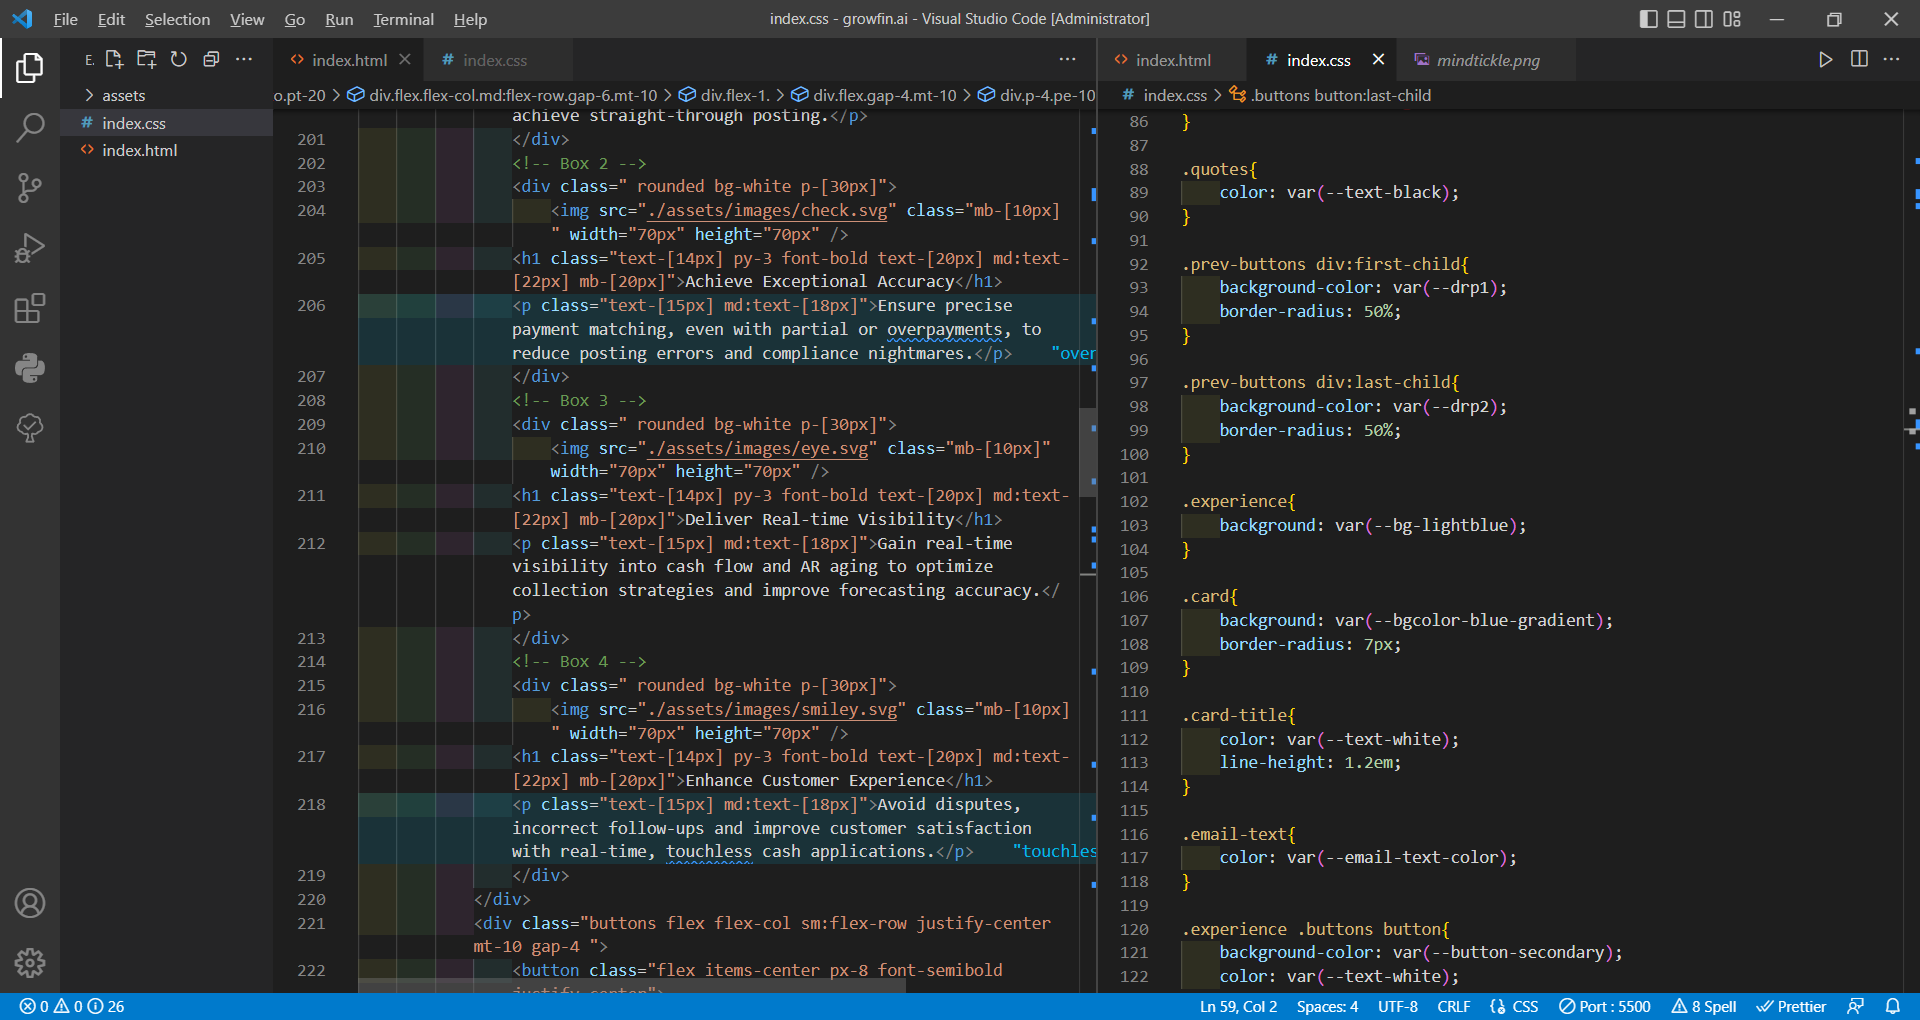 File Edit Selection View Go Run Terminal Help
index.css - growfin.ai - Visual Studio Code [Administrator]
E.
assets
# index.css
<> index.html
<> index.html
# index.css
o.pt-20 > div.flex.flex-col.md:flex-row.gap-6.mt-10 > div.flex-1. > div.flex.gap-4.mt-10 > div.p-4.pe-10
achieve straight-through posting.</p>
201 </div>
202 <!-- Box 2 -->
203 <div class=" rounded bg-white p-[30px]">
204 <img src="./assets/images/check.svg" class="mb-[10px]
" width="70px" height="70px" />
205 <h1 class="text-[14px] py-3 font-bold text-[20px] md:text-
[22px] mb-[20px]">Achieve Exceptional Accuracy</h1>
206 <p class="text-[15px] md:text-[18px]">Ensure precise
payment matching, even with partial or overpayments, to
reduce posting errors and compliance nightmares.</p> "over
207 </div>
208 <!-- Box 3 -->
209 <div class=" rounded bg-white p-[30px]">
210 <img src="./assets/images/eye.svg" class="mb-[10px]"
width="70px" height="70px" />
211 <h1 class="text-[14px] py-3 font-bold text-[20px] md:text-
[22px] mb-[20px]">Deliver Real-time Visibility</h1>
212 <p class="text-[15px] md:text-[18px]">Gain real-time
visibility into cash flow and AR aging to optimize
collection strategies and improve forecasting accuracy.</
p>
213 </div>
214 <!-- Box 4 -->
215 <div class=" rounded bg-white p-[30px]">
216 <img src="./assets/images/smiley.svg" class="mb-[10px]
" width="70px" height="70px" />
217 <h1 class="text-[14px] py-3 font-bold text-[20px] md:text-
[22px] mb-[20px]">Enhance Customer Experience</h1>
218 <p class="text-[15px] md:text-[18px]">Avoid disputes,
incorrect follow-ups and improve customer satisfaction
with real-time, touchless cash applications.</p> "touchles
219 </div>
220 </div>
221 <div class="buttons flex flex-col sm:flex-row justify-center
mt-10 gap-4 ">
222 <button class="flex items-center px-8 font-semibold
justify-center">
<> index.html
# index.css
mindtickle.png
# index.css > .buttons button:last-child
86 }
87
88 .quotes{
89 color: var(--text-black);
90 }
91
92 .prev-buttons div:first-child{
93 background-color: var(--drp1);
94 border-radius: 50%;
95 }
96
97 .prev-buttons div:last-child{
98 background-color: var(--drp2);
99 border-radius: 50%;
100 }
101
102 .experience{
103 background: var(--bg-lightblue);
104 }
105
106 .card{
107 background: var(--bgcolor-blue-gradient);
108 border-radius: 7px;
109 }
110
111 .card-title{
112 color: var(--text-white);
113 line-height: 1.2em;
114 }
115
116 .email-text{
117 color: var(--email-text-color);
118 }
119
120 .experience .buttons button{
121 background-color: var(--button-secondary);
122 color: var(--text-white);
0 0 26
Ln 59, Col 2 Spaces: 4 UTF-8 CRLF CSS Port : 5500 8 Spell Prettier